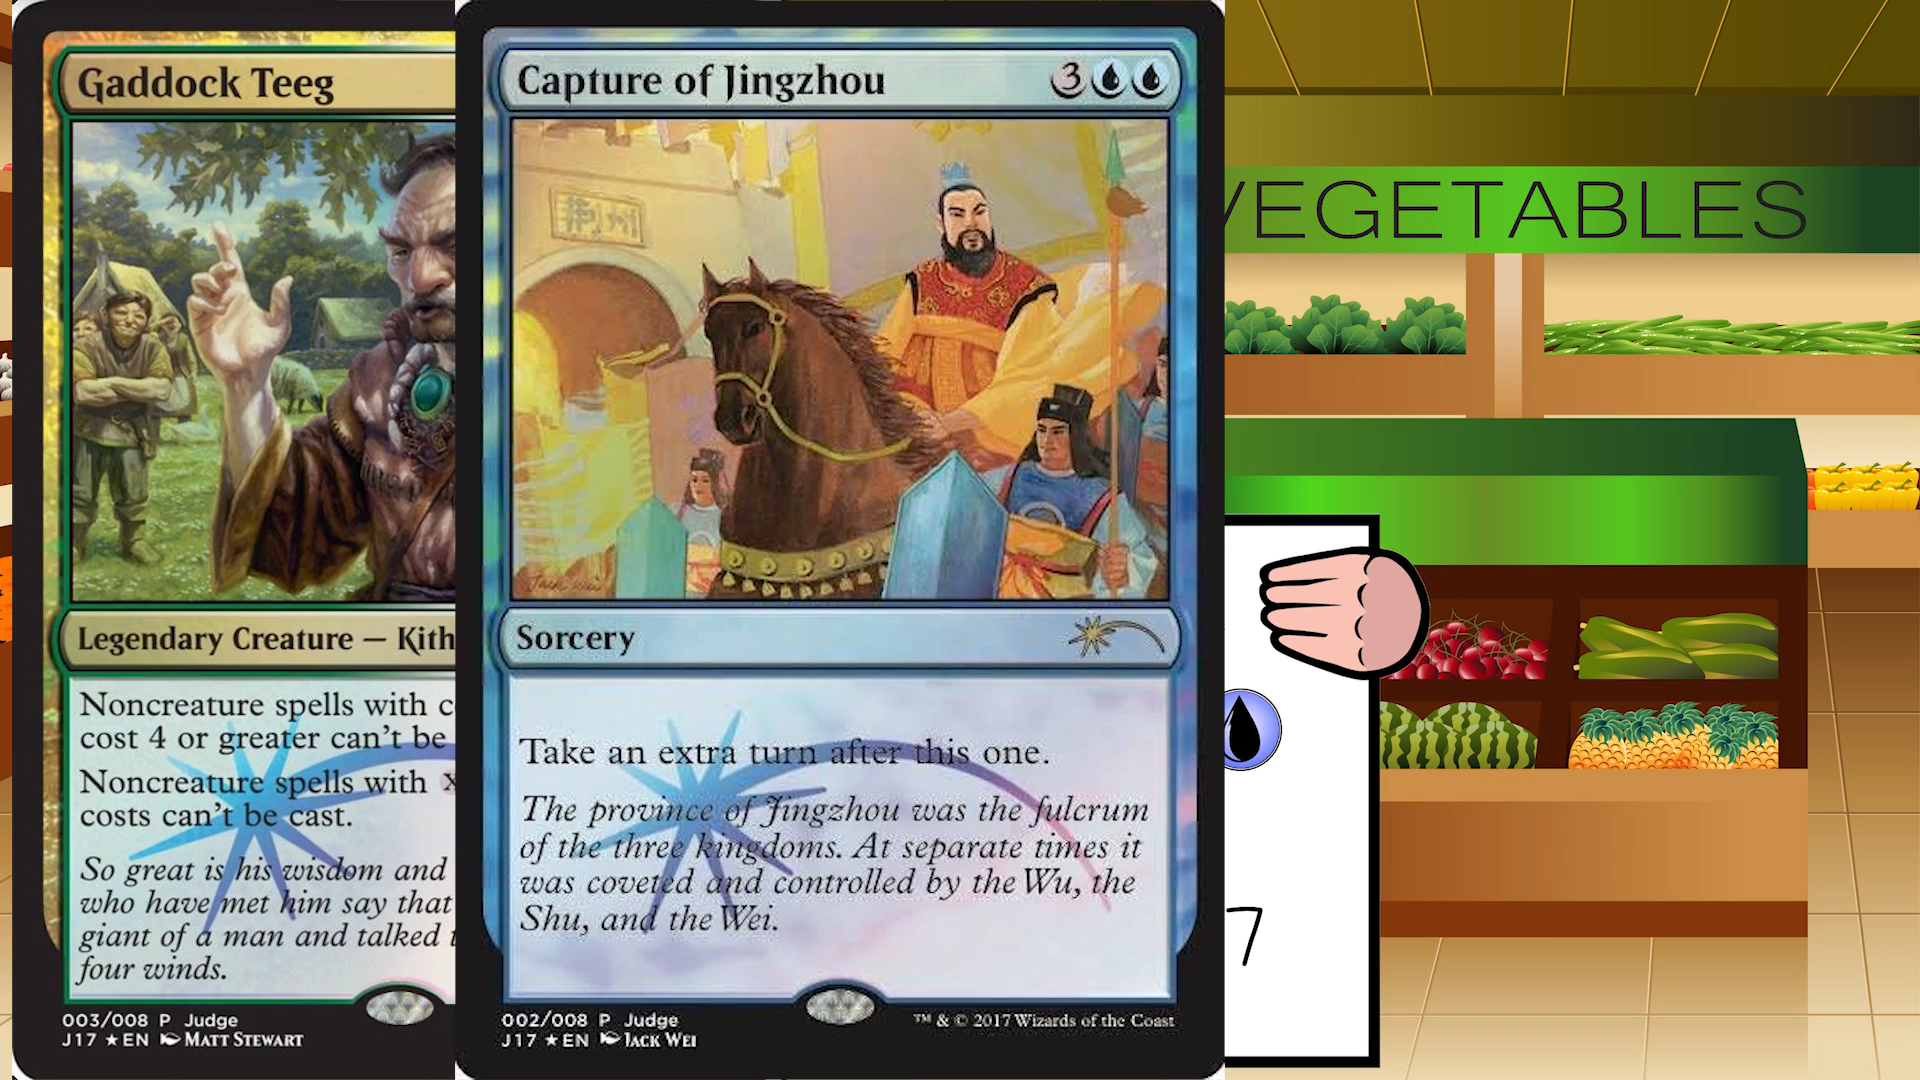 Gaddock Teeg
Legendary Creature — Kith
Noncreature spells with c
cost 4 or greater can't be
Noncreature spells with X
costs can't be cast.
So great is his wisdom and
who have met him say that
giant of a man and talked
four winds.
003/008 P Judge
J17 ★ EN MATT STEWART
Capture of Jingzhou 3
荆州
Jack Wei
Sorcery
Take an extra turn after this one.
The province of Jingzhou was the fulcrum
of the three kingdoms. At separate times it
was coveted and controlled by the Wu, the
Shu, and the Wei.
002/008 P Judge
J17 ★ EN JACK WEI
™ & © 2017 Wizards of the Coast
VEGETABLES
7